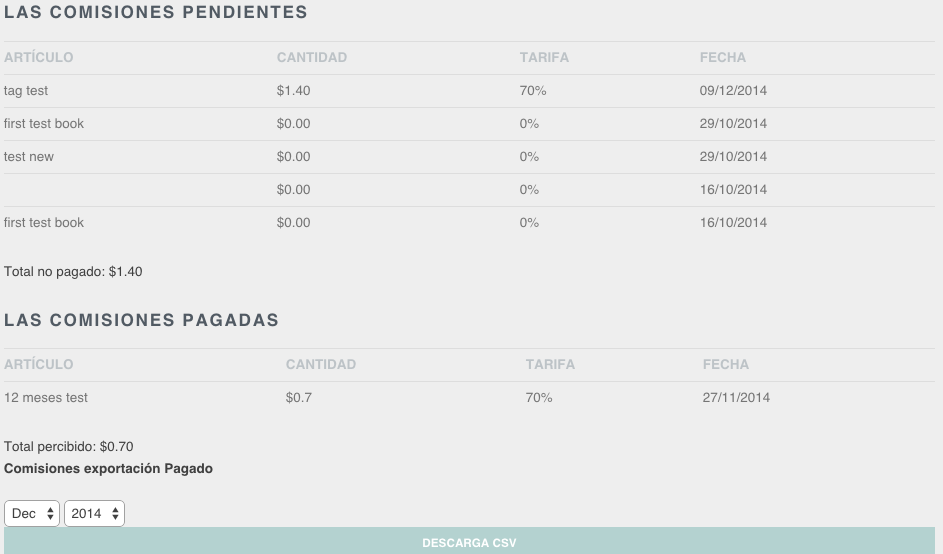 LAS COMISIONES PENDIENTES
ARTÍCULO CANTIDAD TARIFA FECHA
tag test $1.40 70% 09/12/2014
first test book $0.00 0% 29/10/2014
test new $0.00 0% 29/10/2014
$0.00 0% 16/10/2014
first test book $0.00 0% 16/10/2014
Total no pagado: $1.40
LAS COMISIONES PAGADAS
ARTÍCULO CANTIDAD TARIFA FECHA
12 meses test $0.7 70% 27/11/2014
Total percibido: $0.70
Comisiones exportación Pagado
Dec 2014
DESCARGA CSV